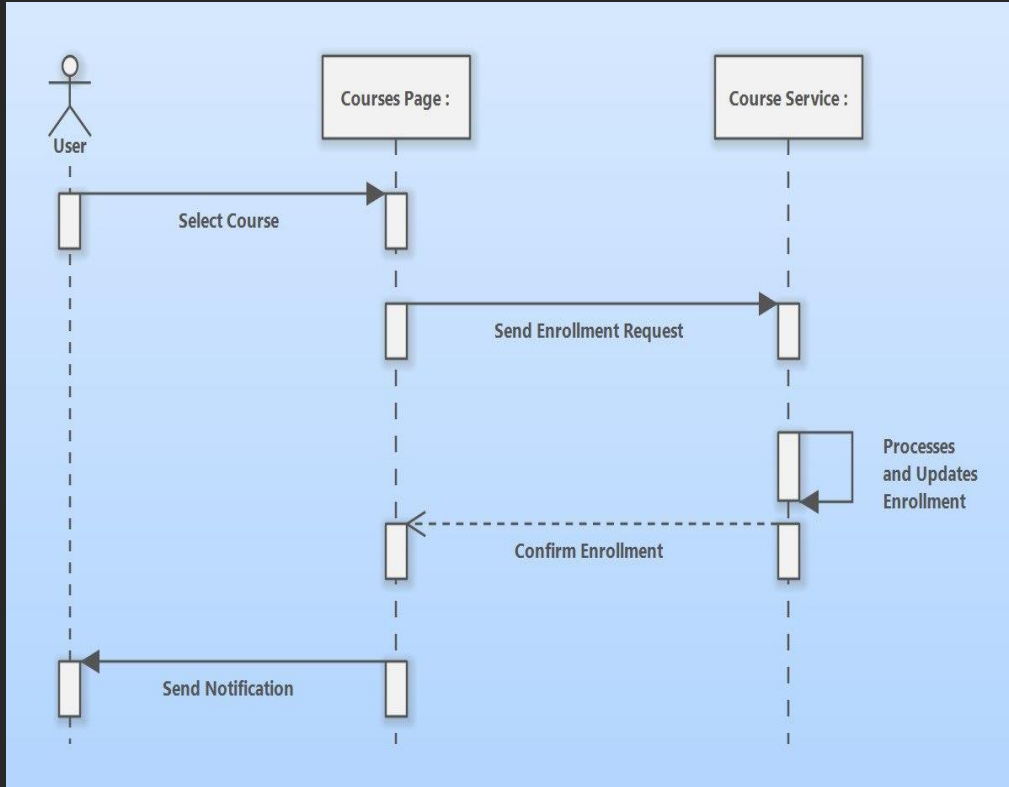 User
Courses Page :
Course Service :
Select Course
Send Enrollment Request
Processes
and Updates
Enrollment
Confirm Enrollment
Send Notification